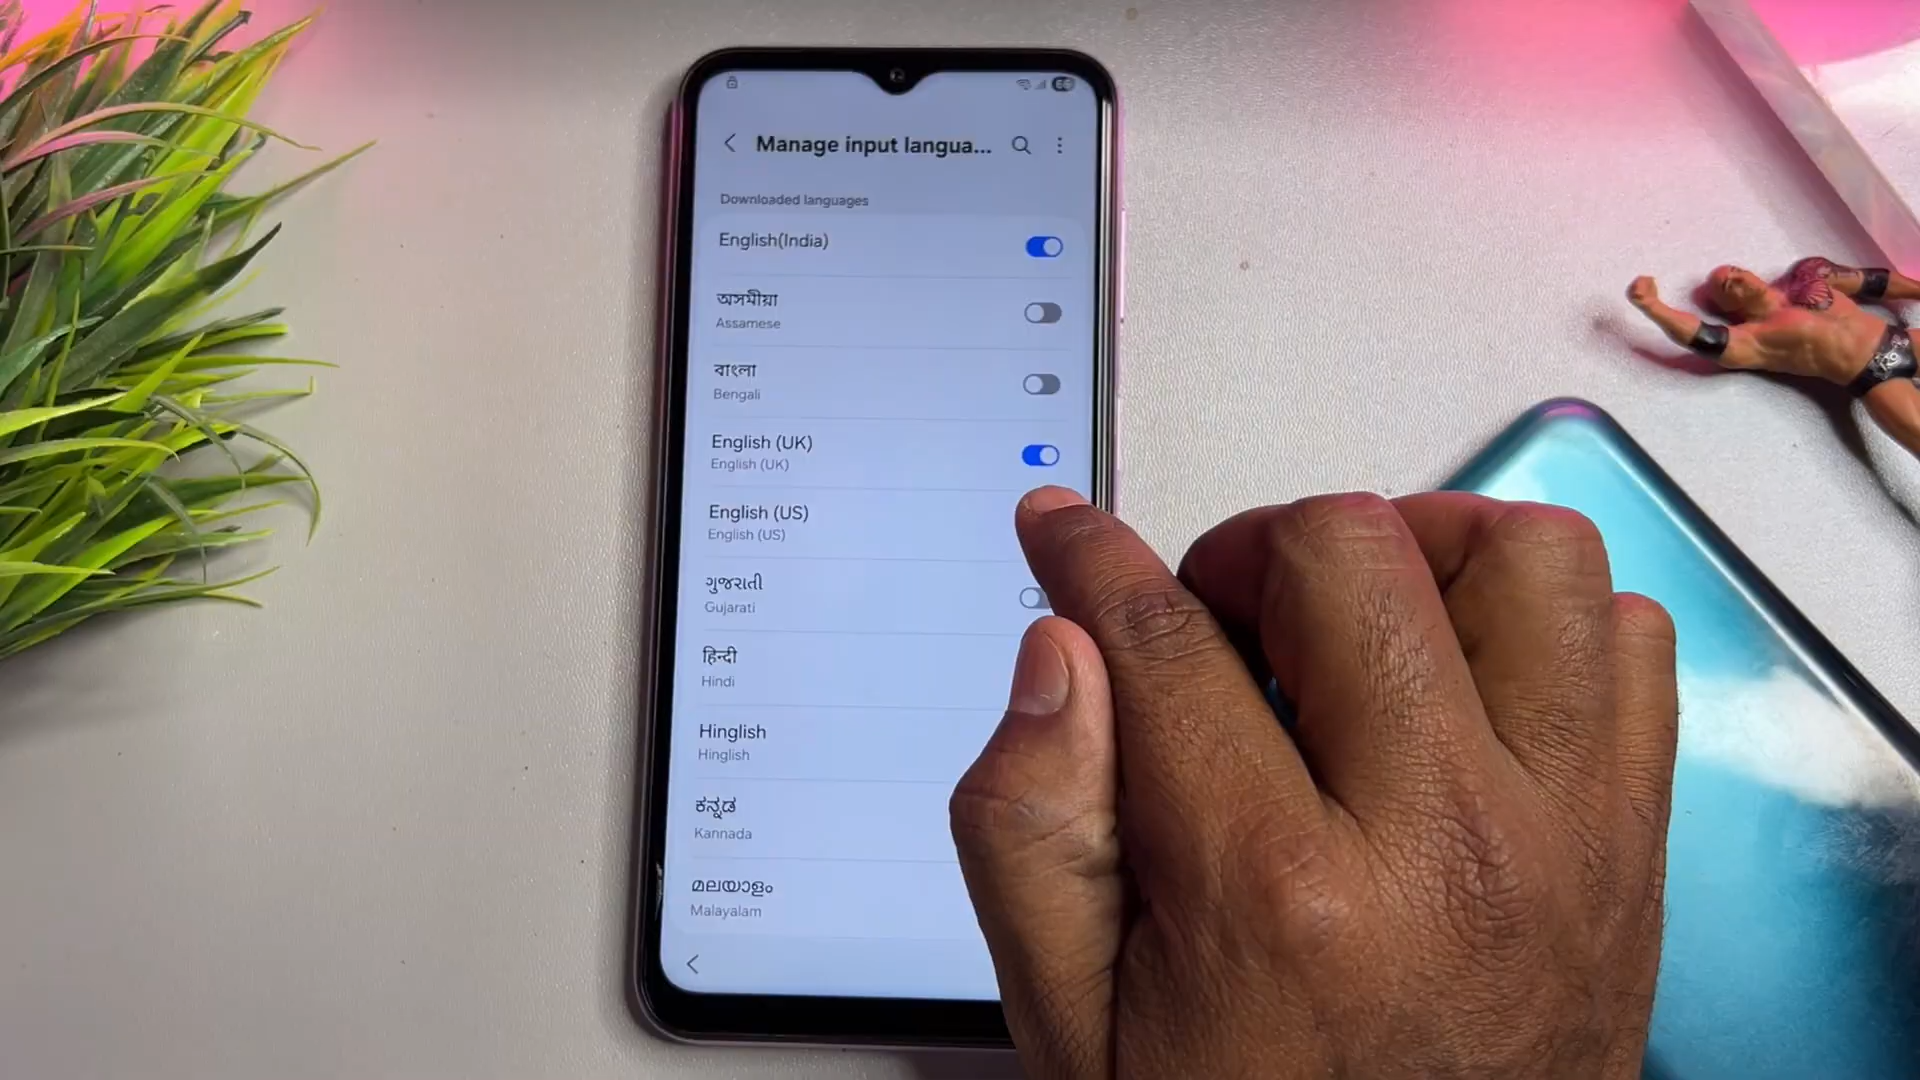 Manage input langua...
Downloaded languages
English(India)
অসমীয়া
Assamese
বাংলা
Bengali
English (UK)
English (UK)
English (US)
English (US)
ગુજરાતી
Gujarati
हिन्दी
Hindi
Hinglish
Hinglish
ಕನ್ನಡ
Kannada
മലയാളം
Malayalam